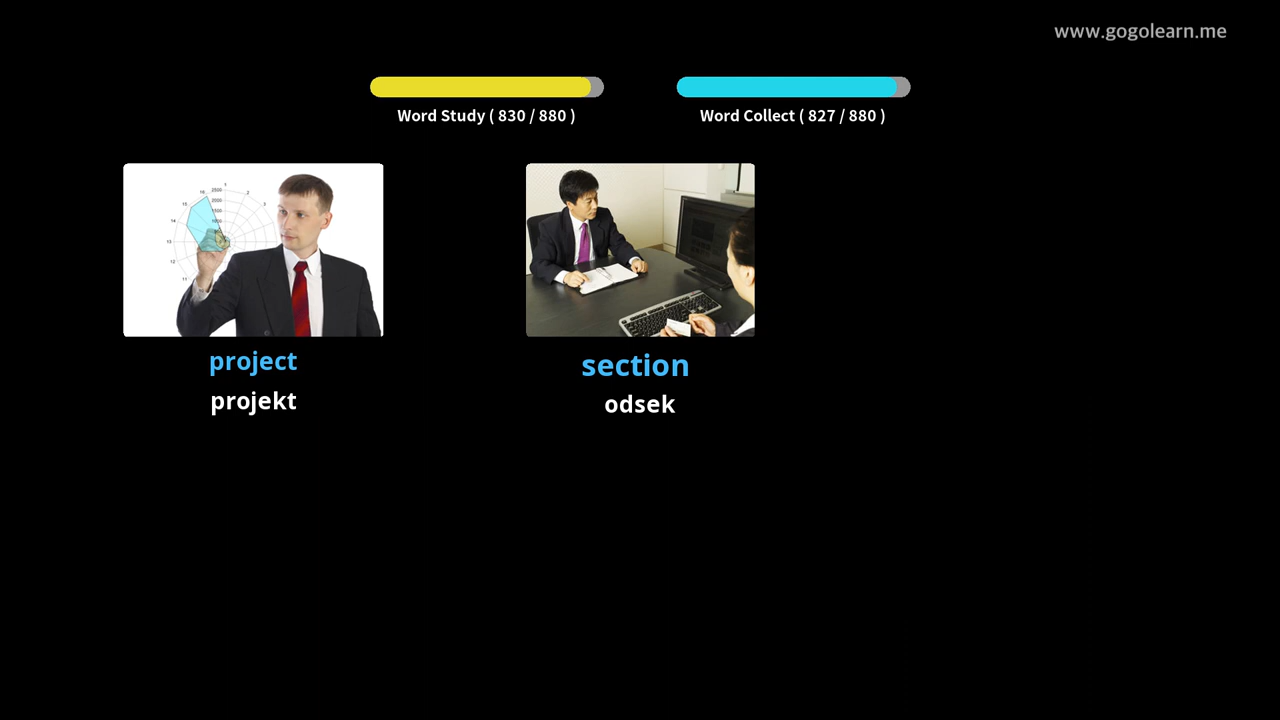 www.gogolearn.me
Word Study ( 830 / 880 )
Word Collect ( 827 / 880 )
project
projekt
section
odsek